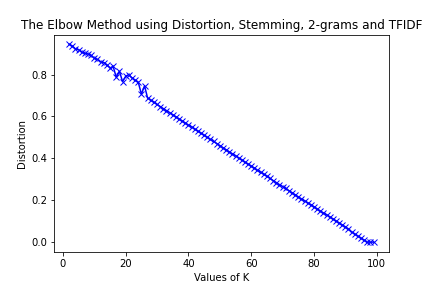 The Elbow Method using Distortion, Stemming, 2-grams and TFIDF
0.8
0.6
0.4
0.2
0.0
Distortion
0 20 40 60 80 100
Values of K